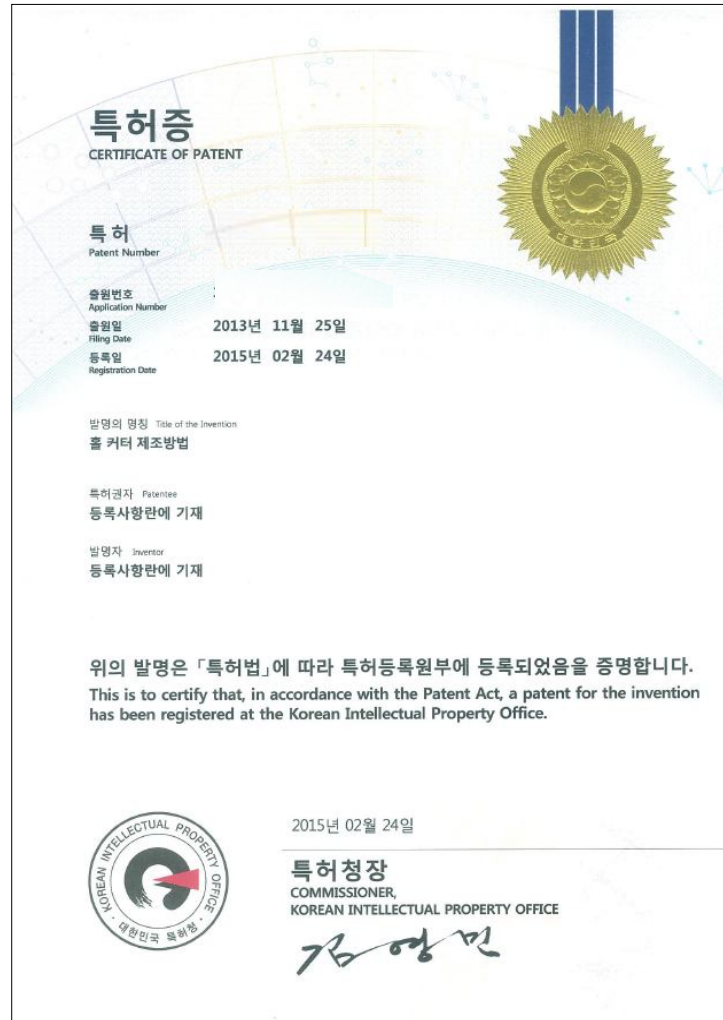 특허증
CERTIFICATE OF PATENT
특 허
Patent Number
출원번호
Application Number
:
출원일
Filing Date
2013년 11월 25일
등록일
Registration Date
2015년 02월 24일
발명의 명칭 Title of the Invention
홀 커터 제조방법
특허권자 Patentee
등록사항란에 기재
발명자 Inventor
등록사항란에 기재
위의 발명은 「특허법」에 따라 특허등록원부에 등록되었음을 증명합니다.
This is to certify that, in accordance with the Patent Act, a patent for the invention
has been registered at the Korean Intellectual Property Office.
2015년 02월 24일
특허청장
COMMISSIONER,
KOREAN INTELLECTUAL PROPERTY OFFICE
김영민
KOREAN INTELLECTUAL PROPERTY OFFICE
대한민국 특허청
대한민국